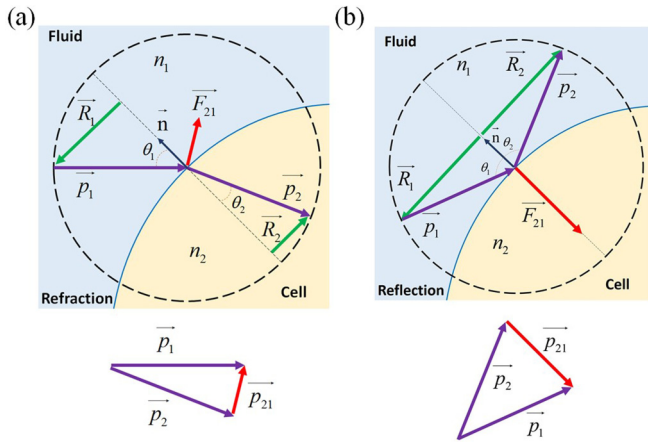 (a)
Fluid
n₁
R₁
F₂₁
n
θ₁
p₁
p₂
θ₂
R₂
n₂
Refraction
Cell
p₁
p₂
p₂₁
(b)
Fluid
n₁
R₂
p₂
n
θ₂
θ₁
R₁
p₁
F₂₁
n₂
Reflection
Cell
p₂₁
p₂
p₁